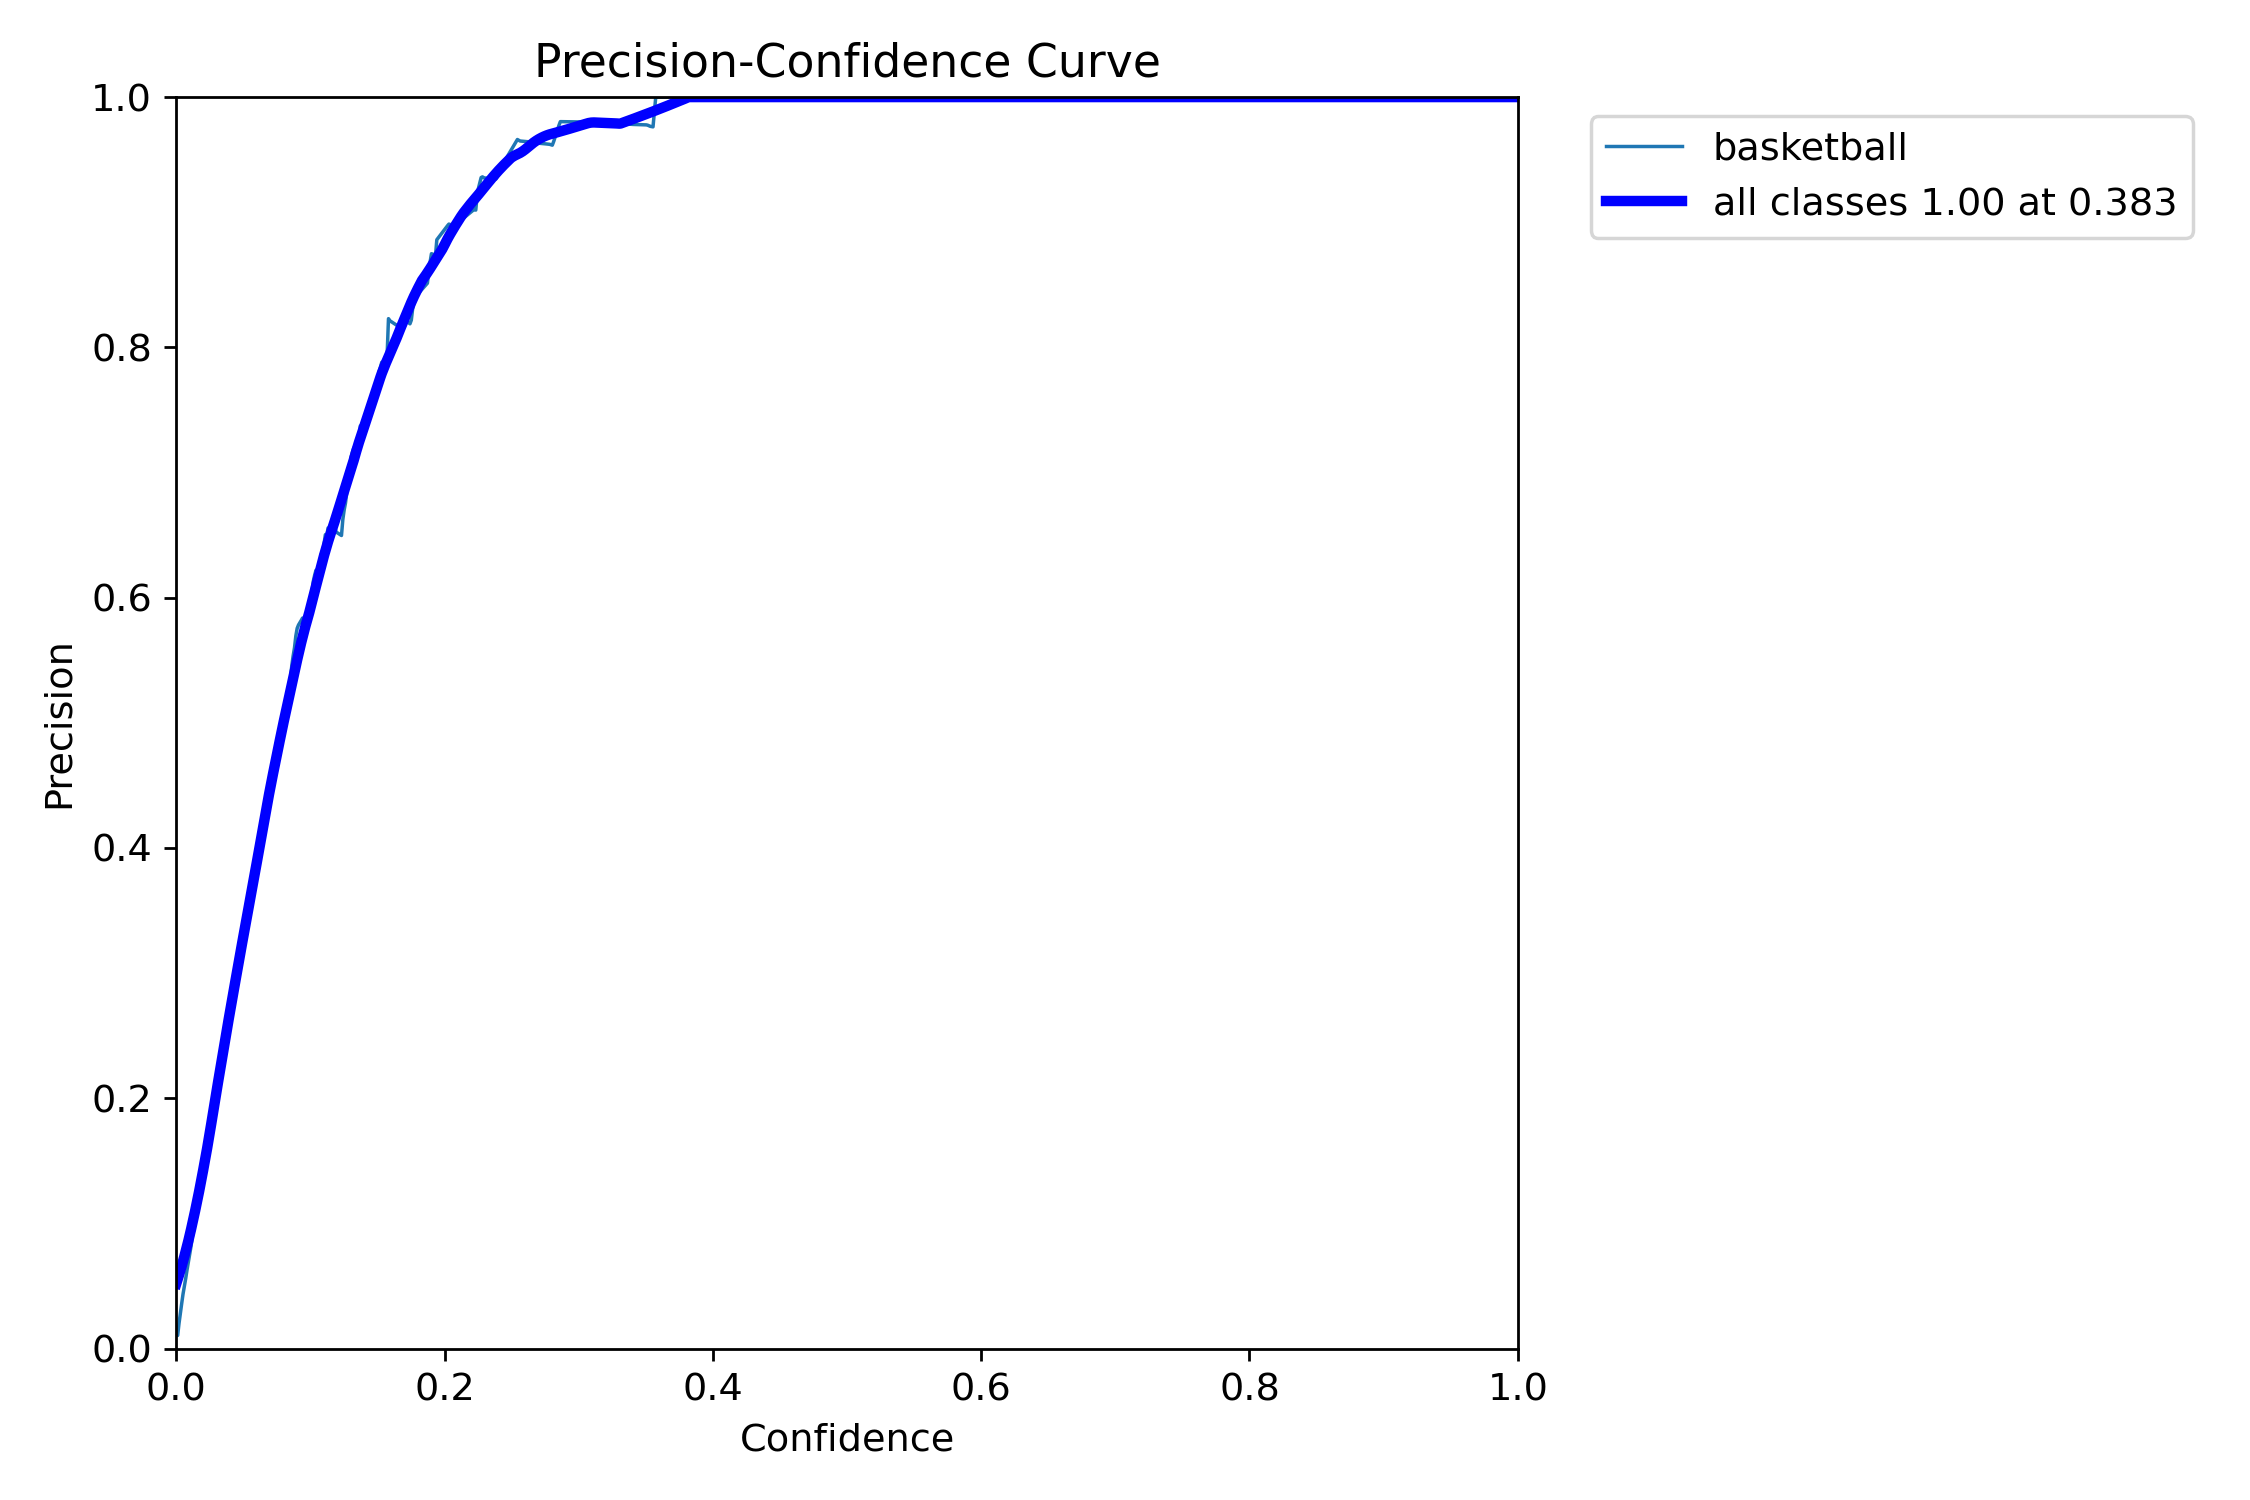 Precision-Confidence Curve
basketball
all classes 1.00 at 0.383
Precision
1.0
0.8
0.6
0.4
0.2
0.0
0.0 0.2 0.4 0.6 0.8 1.0
Confidence